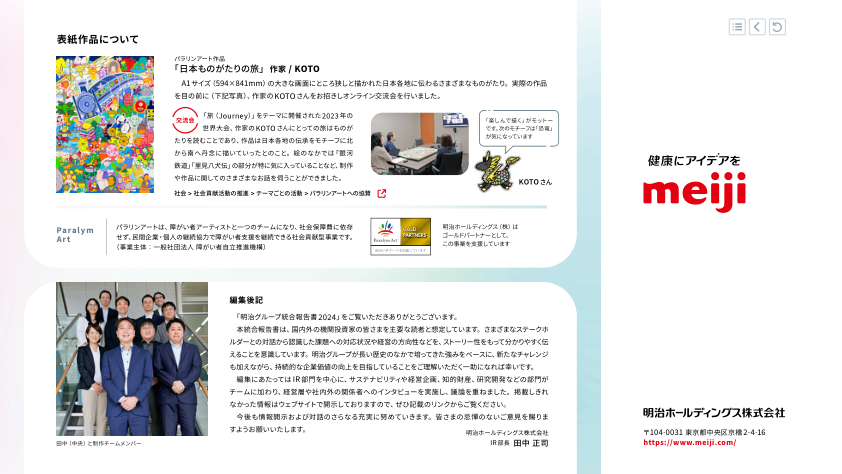 表紙作品について
パラリンアート作品
「日本ものがたりの旅」 作家 / KOTO
A1サイズ（594×841mm）の大きな画面にところ狭しと描かれた日本各地に伝わるさまざまなものがたり。実際の作品
を目の前に（下記写真）、作家のKOTOさんをお招きしオンライン交流会を行いました。
交流会
「旅（Journey）」をテーマに開催された2023年の
世界大会、作家のKOTOさんにとっての旅はものが
たりを読むことであり、作品は日本各地の伝承をモチーフに北
から南へ丹念に描いていったとのこと。絵のなかでは「銀河
鉄道」「里見八犬伝」の部分が特に気に入っていることなど、制作
や作品に関してのさまざまなお話を伺うことができました。
社会 > 社会貢献活動の推進 > テーマごとの活動 > パラリンアートへの協賛
「楽しんで描く」がモットー
です。次のモチーフは「恐竜」
が気になっています
KOTOさん
Paralym
Art
パラリンアートは、障がい者アーティストと一つのチームになり、社会保障費に依存
せず、民間企業・個人の継続協力で障がい者支援を継続できる社会貢献型事業です。
（事業主体：一般社団法人 障がい者自立推進機構）
Paralym Art
GOLD
PARTNERS
明治ホールディングス（株）は
ゴールドパートナーとして、
この事業を支援しています
編集後記
「明治グループ統合報告書2024」をご覧いただきありがとうございます。
本統合報告書は、国内外の機関投資家の皆さまを主要な読者と想定しています。さまざまなステークホ
ルダーとの対話から認識した課題への対応状況や経営の方向性などを、ストーリー性をもって分かりやすく伝
えることを意識しています。明治グループが長い歴史のなかで培ってきた強みをベースに、新たなチャレンジ
も加えながら、持続的な企業価値の向上を目指していることをご理解いただく一助になれば幸いです。
編集にあたってはIR部門を中心に、サステナビリティや経営企画、知的財産、研究開発などの部門が
チームに加わり、経営層や社内外の関係者へのインタビューを実施し、議論を重ねました。掲載しきれ
なかった情報はウェブサイトで開示しておりますので、ぜひ記載のリンクからご覧ください。
今後も情報開示および対話のさらなる充実に努めていきます。皆さまの忌憚のないご意見を賜りま
すようお願いいたします。
明治ホールディングス株式会社
IR部長 田中 正司
田中（中央）と制作チームメンバー
健康にアイデアを
meiji
明治ホールディングス株式会社
〒104-0031 東京都中央区京橋2-4-16
https://www.meiji.com/